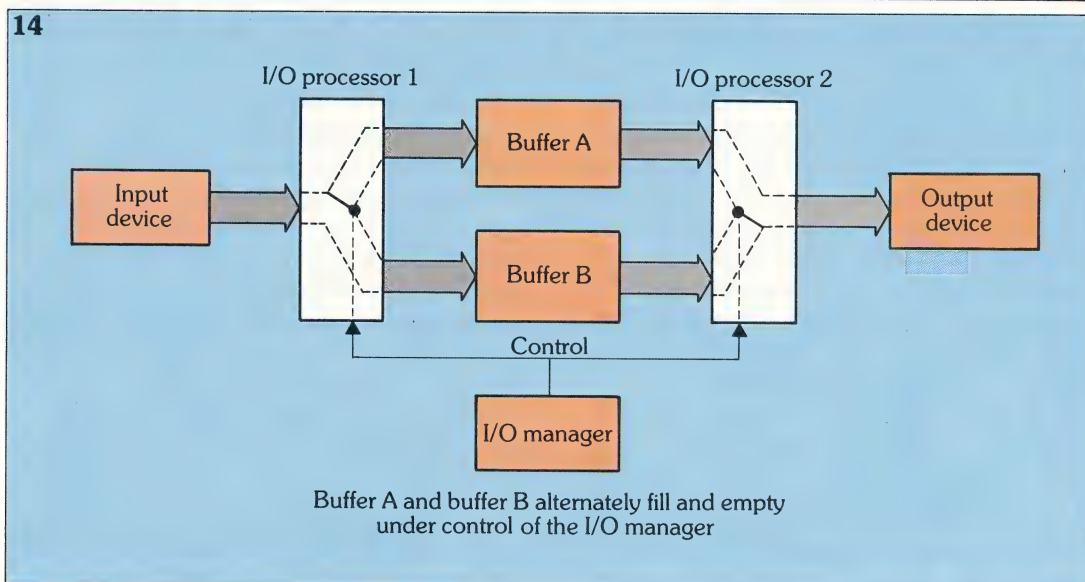 14
I/O processor 1
I/O processor 2
Buffer A
Input
device
Output
device
Buffer B
Control
I/O manager
Buffer A and buffer B alternately fill and empty
under control of the I/O manager